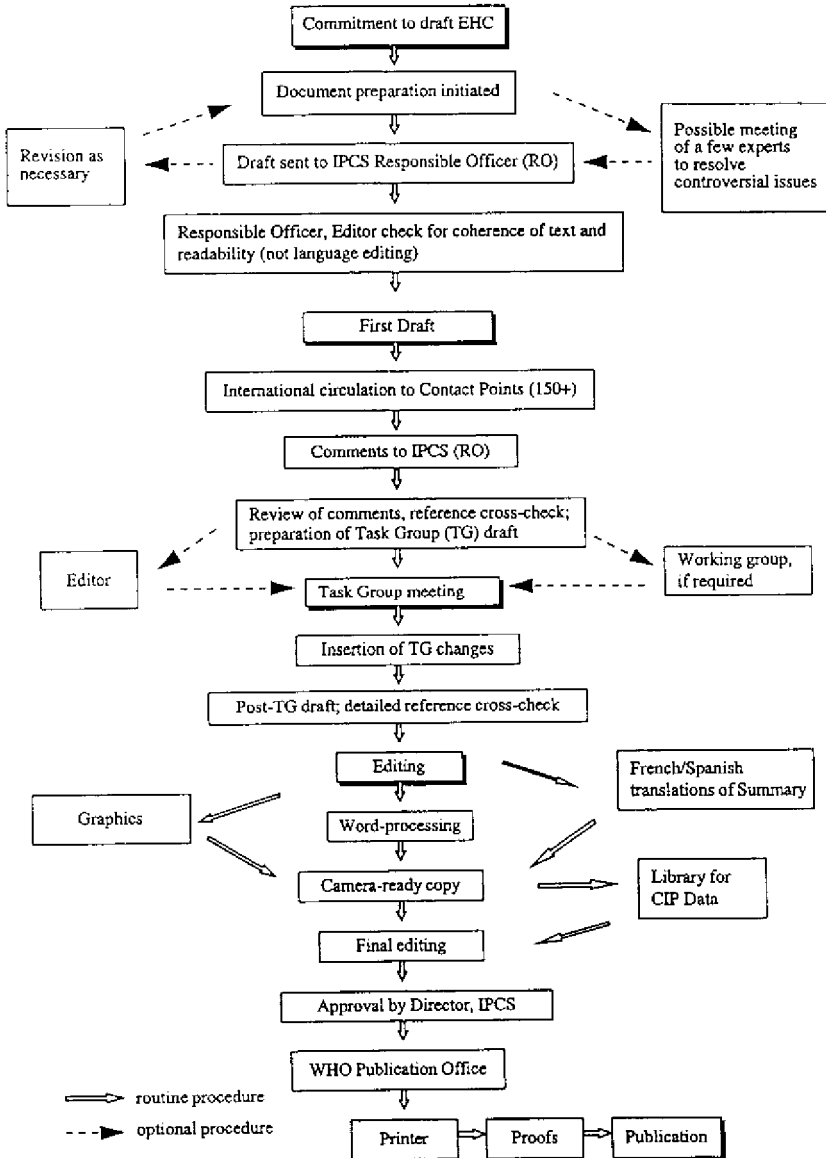 Commitment to draft EHC
Document preparation initiated
Revision as
necessary
Draft sent to IPCS Responsible Officer (RO)
Possible meeting
of a few experts
to resolve
controversial issues
Responsible Officer, Editor check for coherence of text and
readability (not language editing)
First Draft
International circulation to Contact Points (150+)
Comments to IPCS (RO)
Review of comments, reference cross-check;
preparation of Task Group (TG) draft
Editor
Working group,
if required
Task Group meeting
Insertion of TG changes
Post-TG draft; detailed reference cross-check
Editing
French/Spanish
translations of Summary
Graphics
Word-processing
Camera-ready copy
Library for
CIP Data
Final editing
Approval by Director, IPCS
WHO Publication Office
routine procedure
optional procedure
Printer
Proofs
Publication